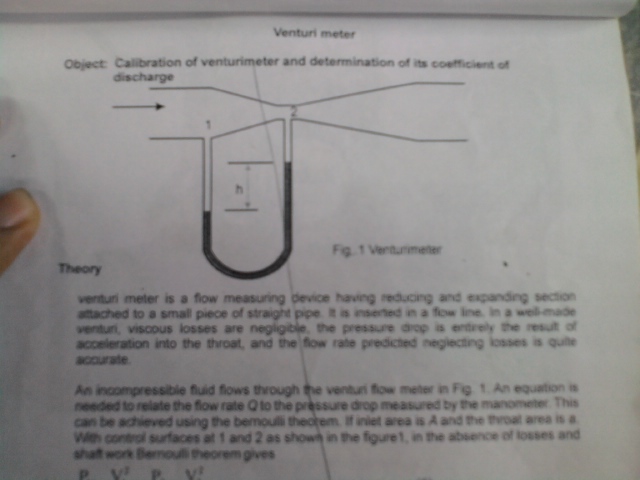 Venturi meter
Object: Calibration of venturimeter and determination of its coefficient of
discharge
2
1
h
Fig. 1 Venturimeter
Theory
venturi meter is a flow measuring device having reducing and expanding section
attached to a small piece of straight pipe. It is inserted in a flow line. In a well-made
venturi, viscous losses are negligible, the pressure drop is entirely the result of
acceleration into the throat, and the flow rate predicted neglecting losses is quite
accurate.
An incompressible fluid flows through the venturi flow meter in Fig. 1. An equation is
needed to relate the flow rate Q to the pressure drop measured by the manometer. This
can be achieved using the bernoulli theorem. If inlet area is A and the throat area is a.
With control surfaces at 1 and 2 as shown in the figure1, in the absence of losses and
shaft work Bernoulli theorem gives